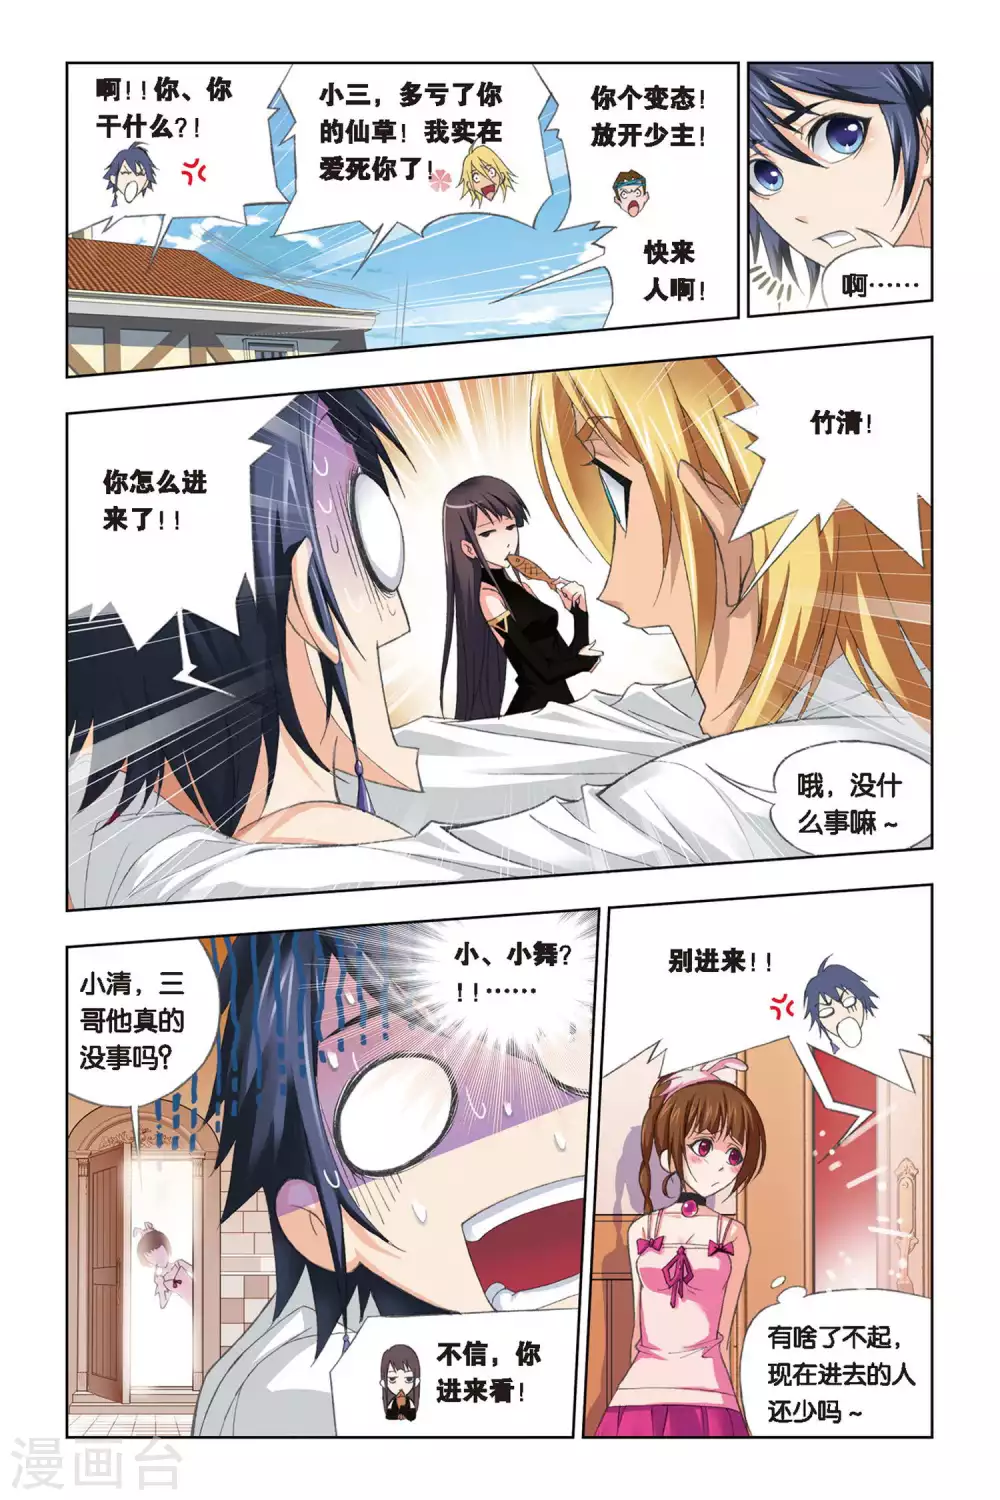 啊!!你、你
干什么?!
小三，多亏了你
的仙草！我实在
爱死你了！
你个变态！
放开少主！
快来
人啊！
啊……
竹清！
你怎么进
来了!!
哦，没什
么事嘛~
小清，三
哥他真的
没事吗?
小、小舞?
!!……
不信，你
进来看！
别进来!!
有啥了不起，
现在进去的人
还少吗~
漫画台